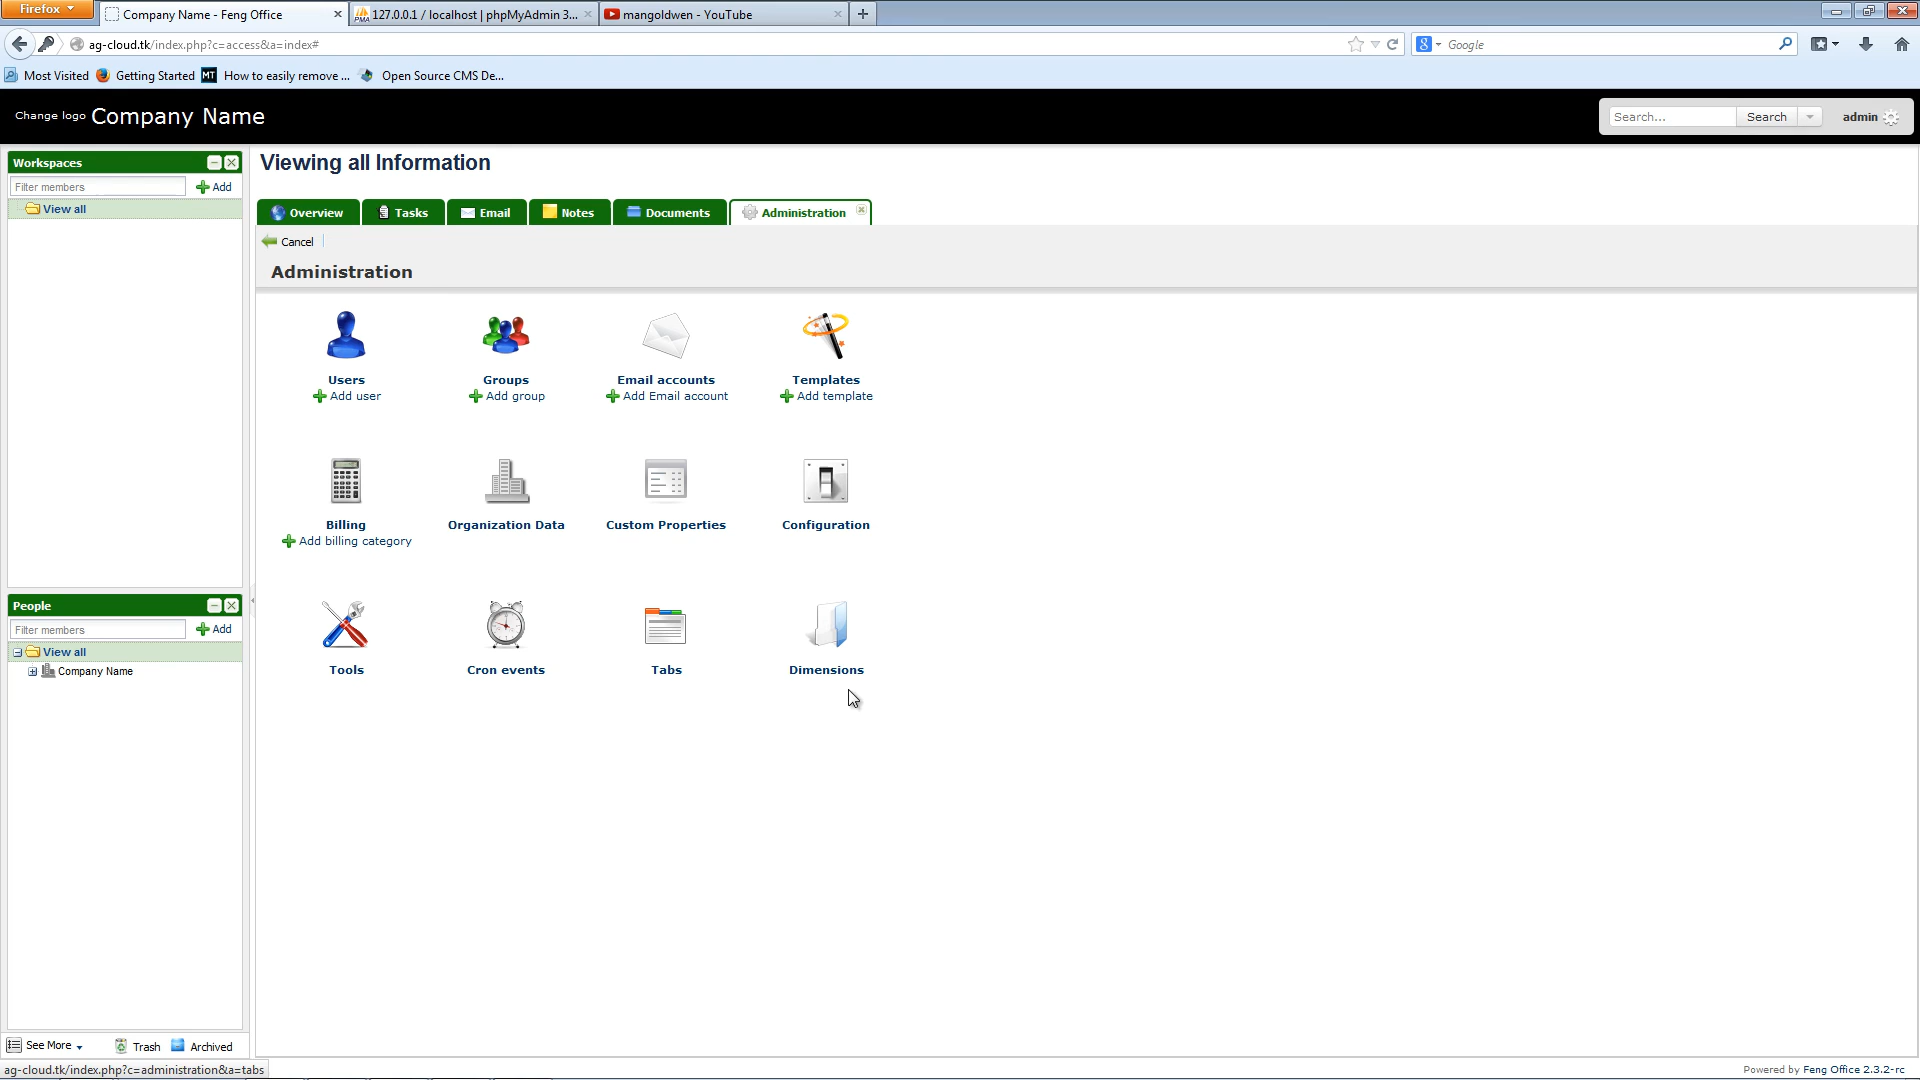 Firefox
Company Name - Feng Office
127.0.0.1 / localhost | phpMyAdmin 3...
mangoldwen - YouTube
ag-cloud.tk/index.php?c=access&a=index#
Google
Most Visited
Getting Started
MT
How to easily remove ...
Open Source CMS De...
Change logo
Company Name
Search...
Search
admin
Workspaces
Filter members
Add
View all
Viewing all Information
Overview
Tasks
Email
Notes
Documents
Administration
Cancel
Administration
Users
Add user
Groups
Add group
Email accounts
Add Email account
Templates
Add template
Billing
Add billing category
Organization Data
Custom Properties
Configuration
Tools
Cron events
Tabs
Dimensions
People
Filter members
Add
View all
Company Name
See More
Trash
Archived
ag-cloud.tk/index.php?c=administration&a=tabs
Powered by Feng Office 2.3.2-rc